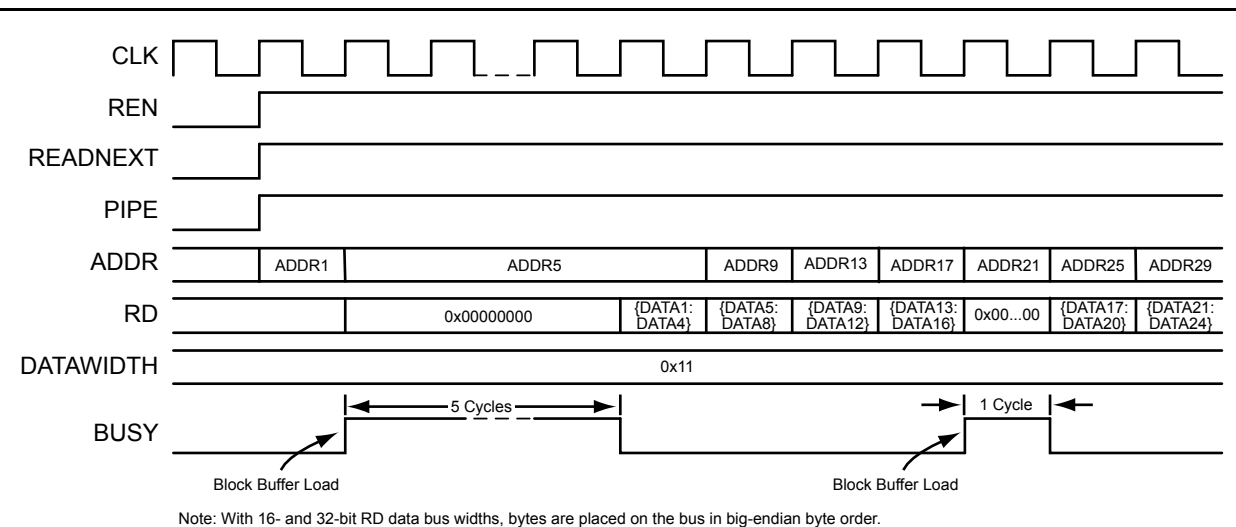 CLK
REN
READNEXT
PIPE
ADDR
ADDR1
ADDR5
ADDR9
ADDR13
ADDR17
ADDR21
ADDR25
ADDR29
RD
0x00000000
{DATA1:
DATA4}
{DATA5:
DATA8}
{DATA9:
DATA12}
{DATA13:
DATA16}
0x00...00
{DATA17:
DATA20}
{DATA21:
DATA24}
DATAWIDTH
0x11
5 Cycles
1 Cycle
BUSY
Block Buffer Load
Block Buffer Load
Note: With 16- and 32-bit RD data bus widths, bytes are placed on the bus in big-endian byte order.